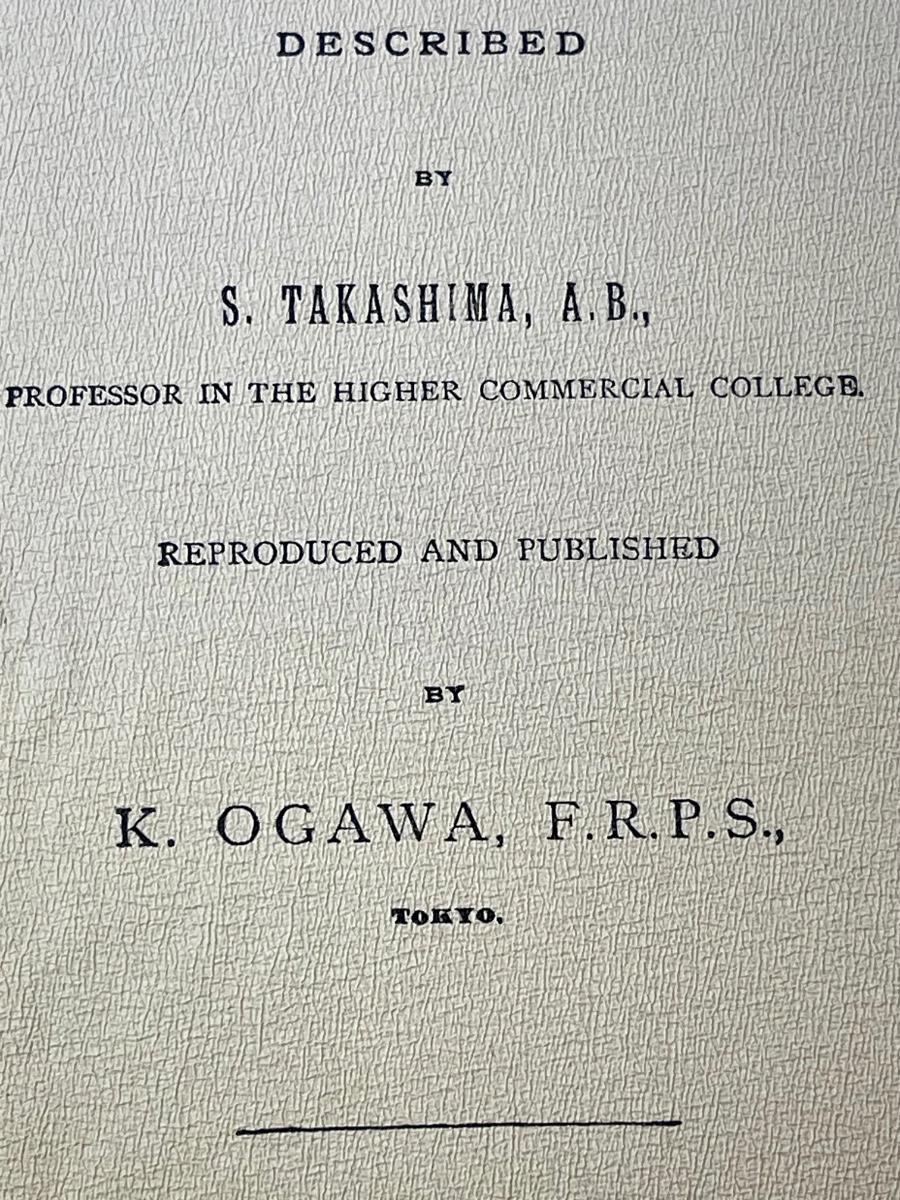 DESCRIBED
BY
S. TAKASHIMA, A.B.,
PROFESSOR IN THE HIGHER COMMERCIAL COLLEGE.
REPRODUCED AND PUBLISHED
BY
K. OGAWA, F.R.P.S.,
TOKYO.